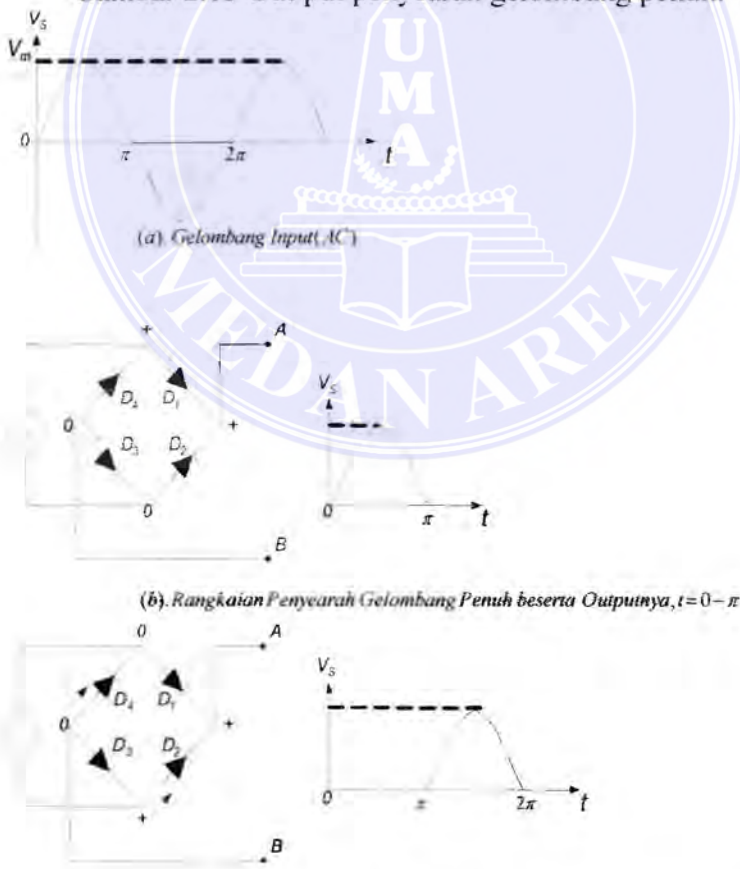 V_s
V_m
0
π
2π
t
(a). Gelombang Input(AC)
UMA
MEDAN AREA
+
A
D_4
D_1
0
+
D_3
D_2
0
B
V_s
0
π
t
(b). Rangkaian Penyearah Gelombang Penuh beserta Outputnya, t=0−π
0
A
D_4
D_1
0
+
D_3
D_2
+
B
V_s
0
π
2π
t